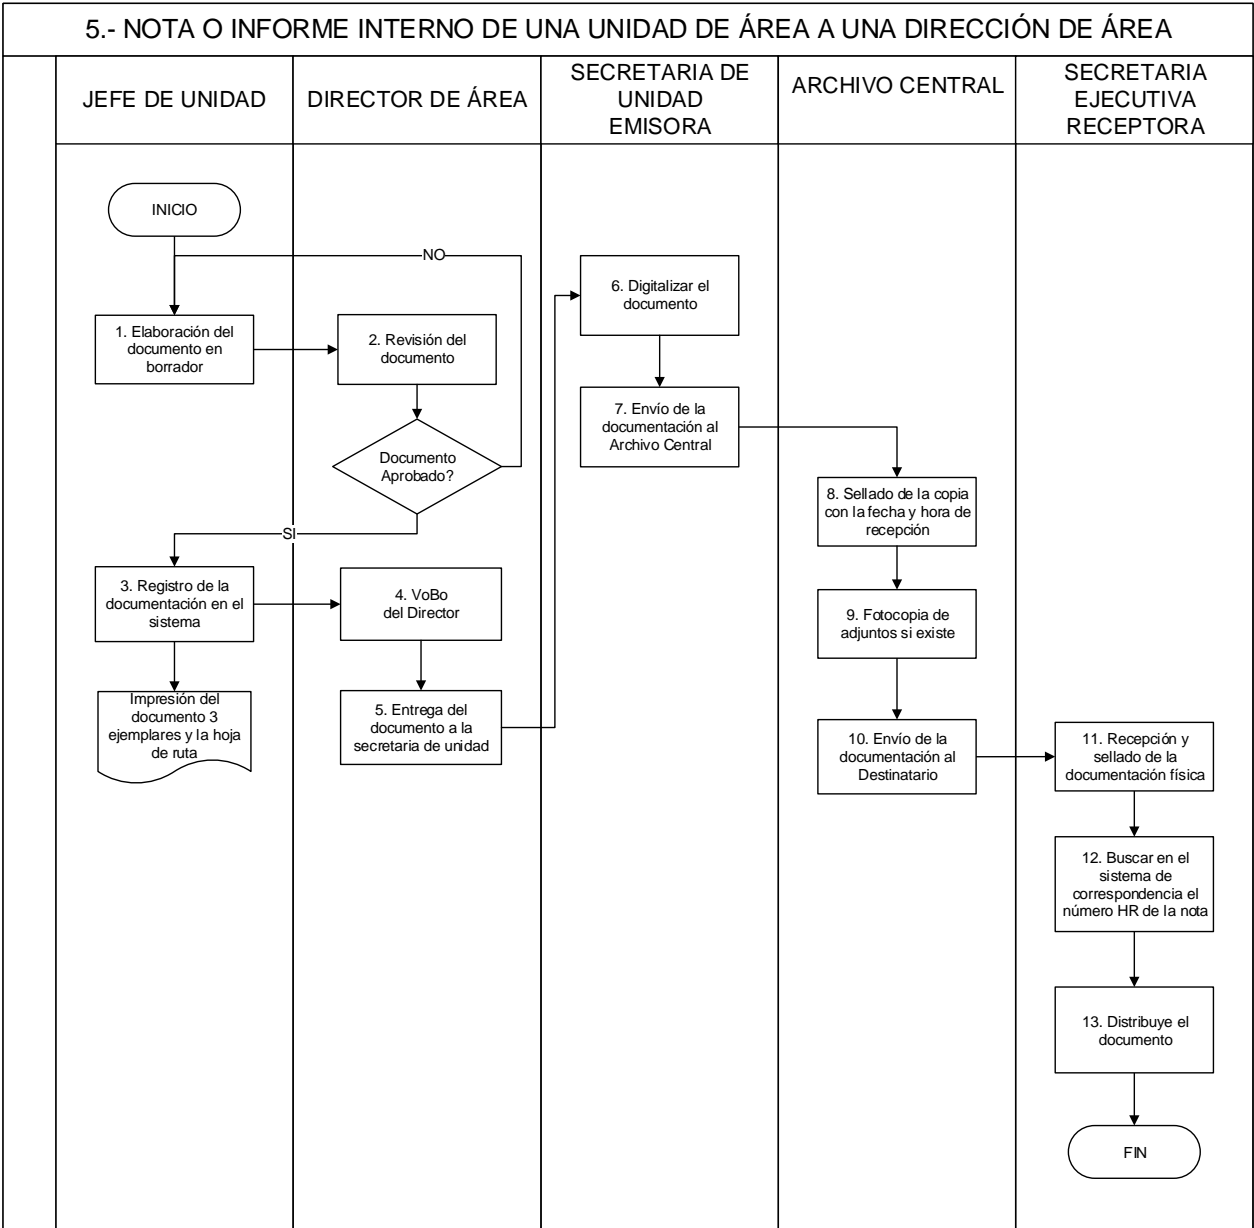 5.- NOTA O INFORME INTERNO DE UNA UNIDAD DE ÁREA A UNA DIRECCIÓN DE ÁREA
JEFE DE UNIDAD
DIRECTOR DE ÁREA
SECRETARIA DE
UNIDAD
EMISORA
ARCHIVO CENTRAL
SECRETARIA
EJECUTIVA
RECEPTORA
INICIO
NO
1. Elaboración del
documento en
borrador
2. Revisión del
documento
Documento
Aprobado?
SI
3. Registro de la
documentación en el
sistema
4. VoBo
del Director
Impresión del
documento 3
ejemplares y la hoja
de ruta
5. Entrega del
documento a la
secretaria de unidad
6. Digitalizar el
documento
7. Envío de la
documentación al
Archivo Central
8. Sellado de la copia
con la fecha y hora de
recepción
9. Fotocopia de
adjuntos si existe
10. Envío de la
documentación al
Destinatario
11. Recepción y
sellado de la
documentación física
12. Buscar en el
sistema de
correspondencia el
número HR de la nota
13. Distribuye el
documento
FIN